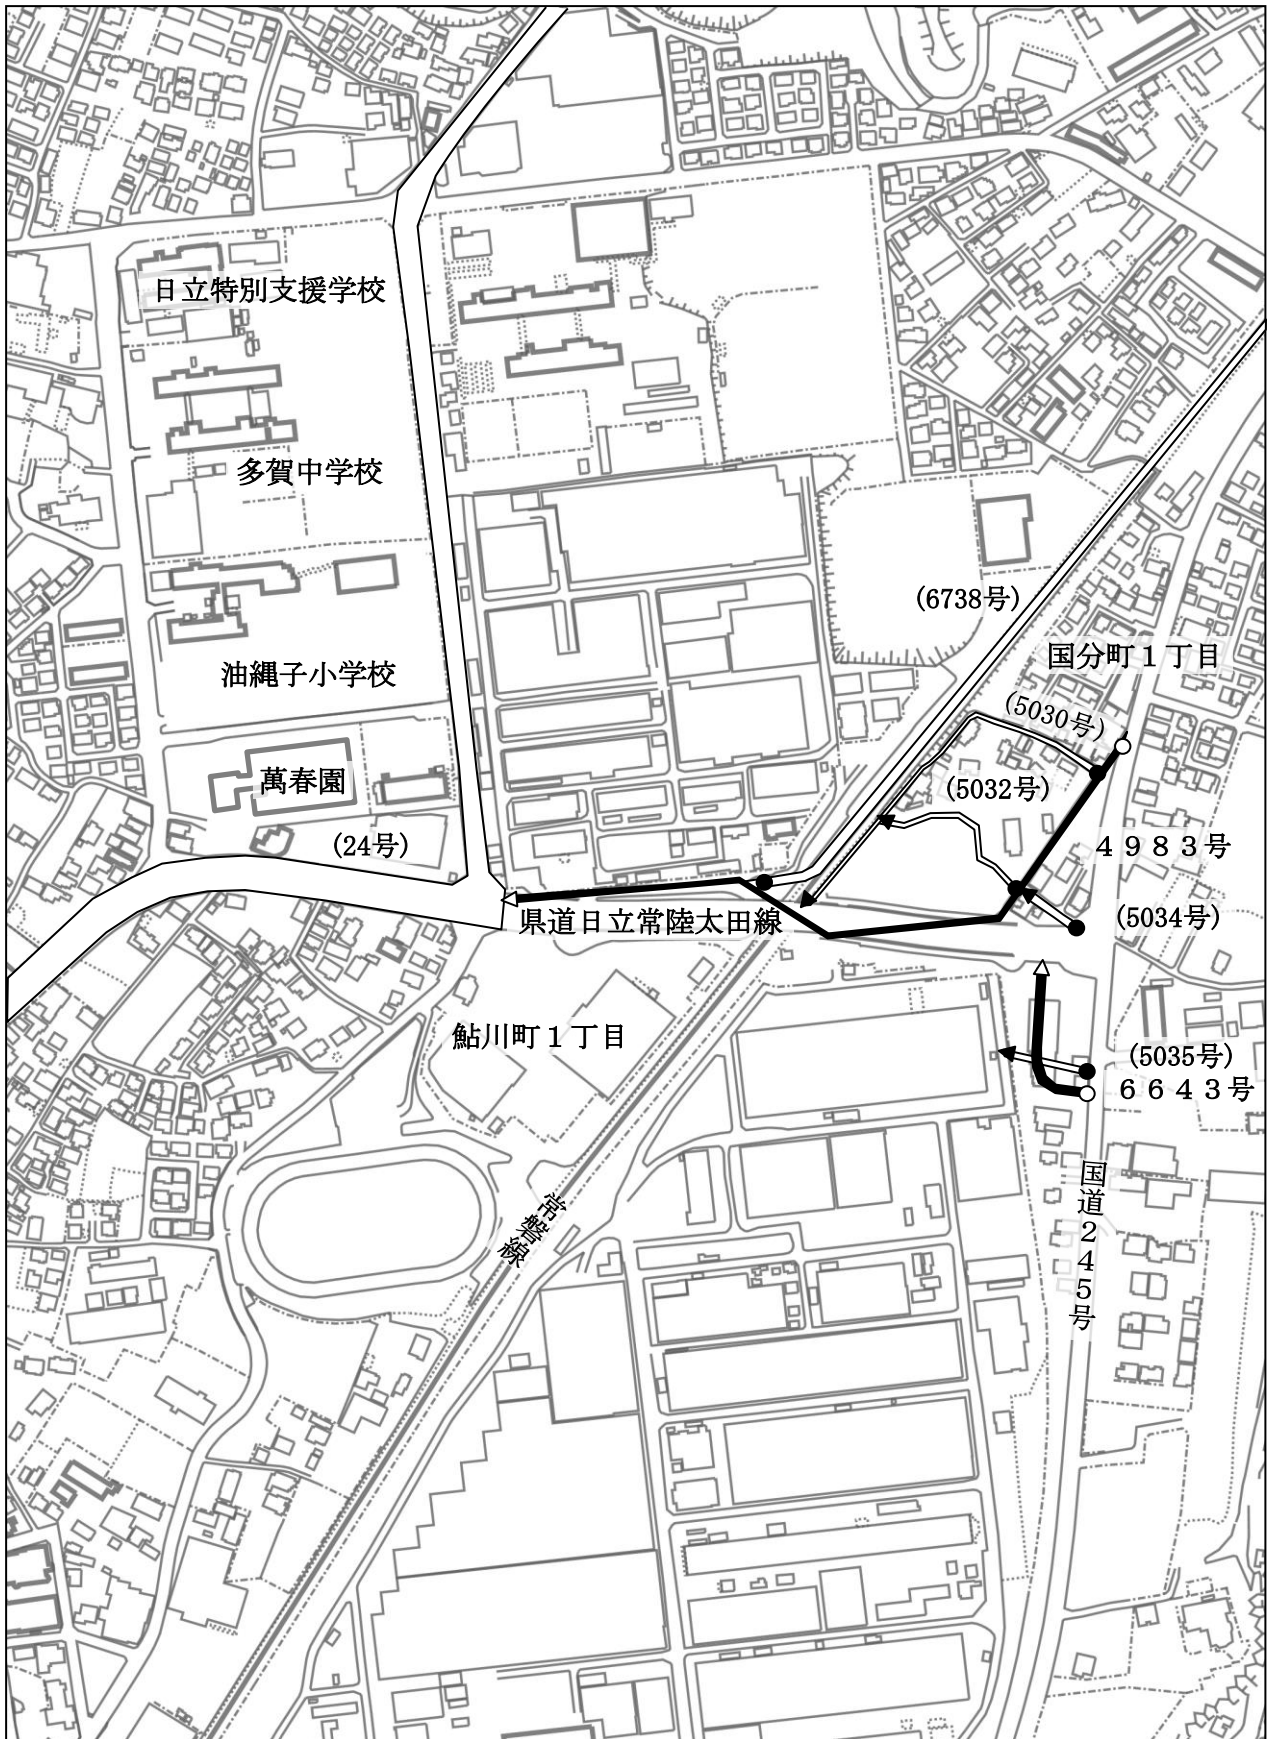 日立特別支援学校
多賀中学校
(6738号)
国分町１丁目
油縄子小学校
(5030号)
萬春園
(5032号)
(24号)
４９８３号
県道日立常陸太田線
(5034号)
鮎川町１丁目
(5035号)
６６４３号
国道２４５号
常磐線